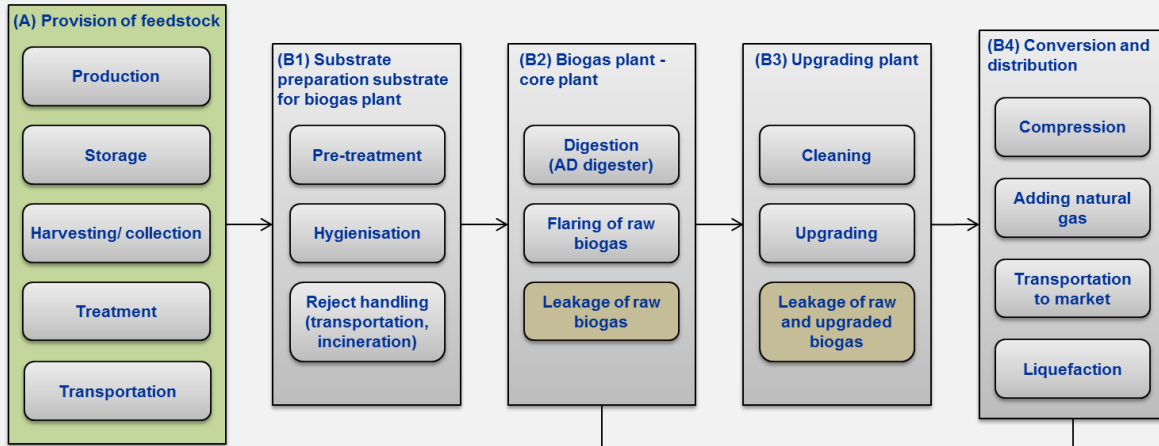 (A) Provision of feedstock
Production
Storage
Harvesting/ collection
Treatment
Transportation
(B1) Substrate
preparation substrate
for biogas plant
Pre-treatment
Hygienisation
Reject handling
(transportation,
incineration)
(B2) Biogas plant -
core plant
Digestion
(AD digester)
Flaring of raw
biogas
Leakage of raw
biogas
(B3) Upgrading plant
Cleaning
Upgrading
Leakage of raw
and upgraded
biogas
(B4) Conversion and
distribution
Compression
Adding natural
gas
Transportation
to market
Liquefaction